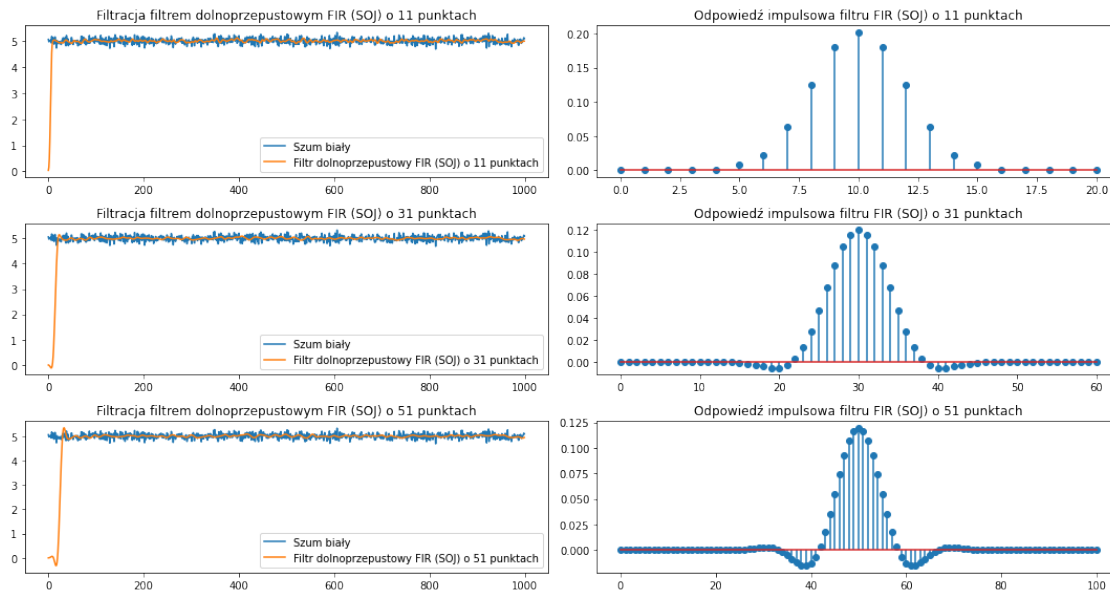 Filtracja filtrem dolnoprzepustowym FIR (SOJ) o 11 punktach
5
4
3
2
1
0
Szum biały
Filtr dolnoprzepustowy FIR (SOJ) o 11 punktach
0 200 400 600 800 1000
Odpowiedź impulsowa filtru FIR (SOJ) o 11 punktach
0.20
0.15
0.10
0.05
0.00
0.0 2.5 5.0 7.5 10.0 12.5 15.0 17.5 20.0
Filtracja filtrem dolnoprzepustowym FIR (SOJ) o 31 punktach
5
4
3
2
1
0
Szum biały
Filtr dolnoprzepustowy FIR (SOJ) o 31 punktach
0 200 400 600 800 1000
Odpowiedź impulsowa filtru FIR (SOJ) o 31 punktach
0.12
0.10
0.08
0.06
0.04
0.02
0.00
0 10 20 30 40 50 60
Filtracja filtrem dolnoprzepustowym FIR (SOJ) o 51 punktach
5
4
3
2
1
0
Szum biały
Filtr dolnoprzepustowy FIR (SOJ) o 51 punktach
0 200 400 600 800 1000
Odpowiedź impulsowa filtru FIR (SOJ) o 51 punktach
0.125
0.100
0.075
0.050
0.025
0.000
0 20 40 60 80 100